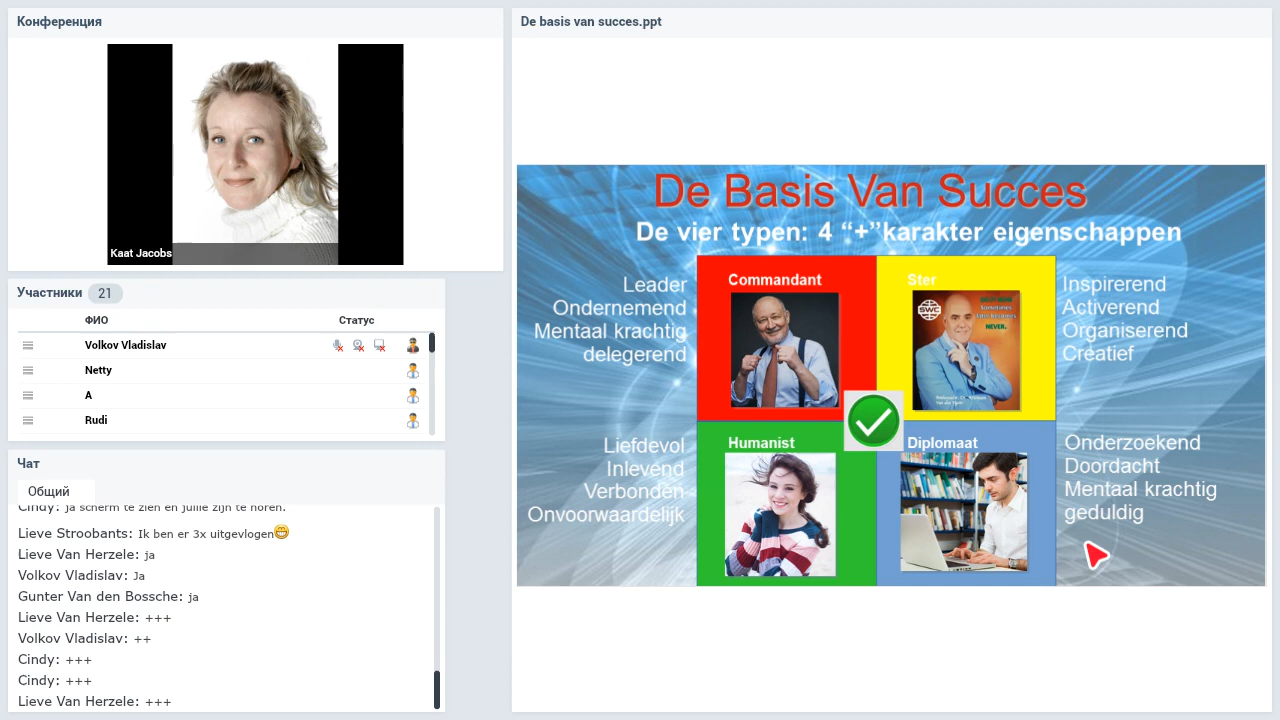 Конференция
Kaat Jacobs
Участники 21
ФИО Статус
Volkov Vladislav
Netty
A
Rudi
Чат
Общий
Cindy: ja scherm te zien en jullie zijn te horen.
Lieve Stroobants: Ik ben er 3x uitgevlogen
Lieve Van Herzele: ja
Volkov Vladislav: Ja
Gunter Van den Bossche: ja
Lieve Van Herzele: +++
Volkov Vladislav: ++
Cindy: +++
Cindy: +++
Lieve Van Herzele: +++
De basis van succes.ppt
De Basis Van Succes
De vier typen: 4 “+”karakter eigenschappen
Leader
Ondernemend
Mentaal krachtig
delegerend
Commandant
Ster
SWC
NEVER.
Inspirerend
Activerend
Organiserend
Creatief
Liefdevol
Inlevend
Verbonden
Onvoorwaardelijk
Humanist
Diplomaat
Onderzoekend
Doordacht
Mentaal krachtig
geduldig